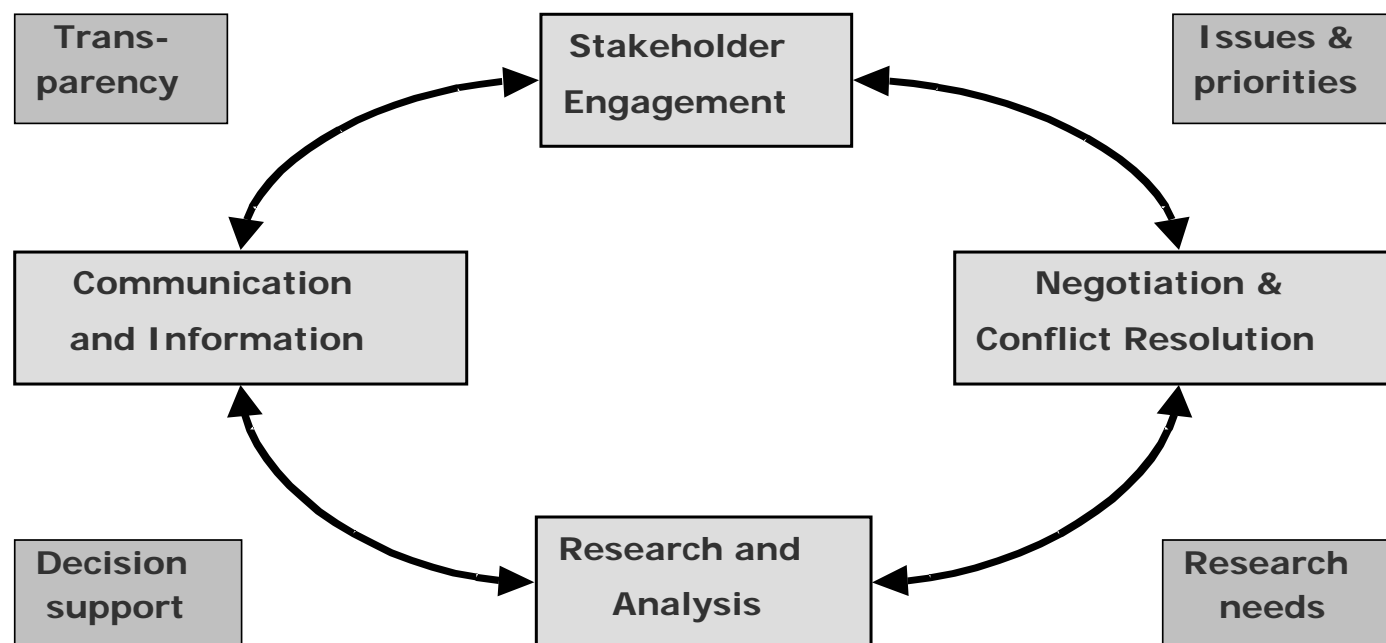 Trans-
parency
Stakeholder
Engagement
Issues &
priorities
Communication
and Information
Negotiation &
Conflict Resolution
Decision
support
Research and
Analysis
Research
needs